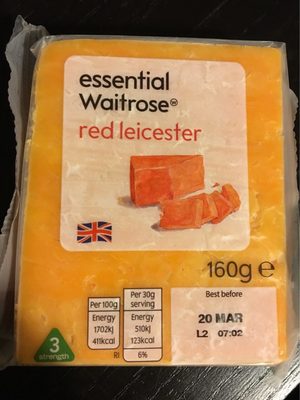 essential
Waitrose
red leicester
160g e
Per 100g
Energy
1702kj
411kcal
Per 30g
serving
Energy
510kj
123kcal
RI
6%
Best before
20 MAR
L2 07:02
3
strength